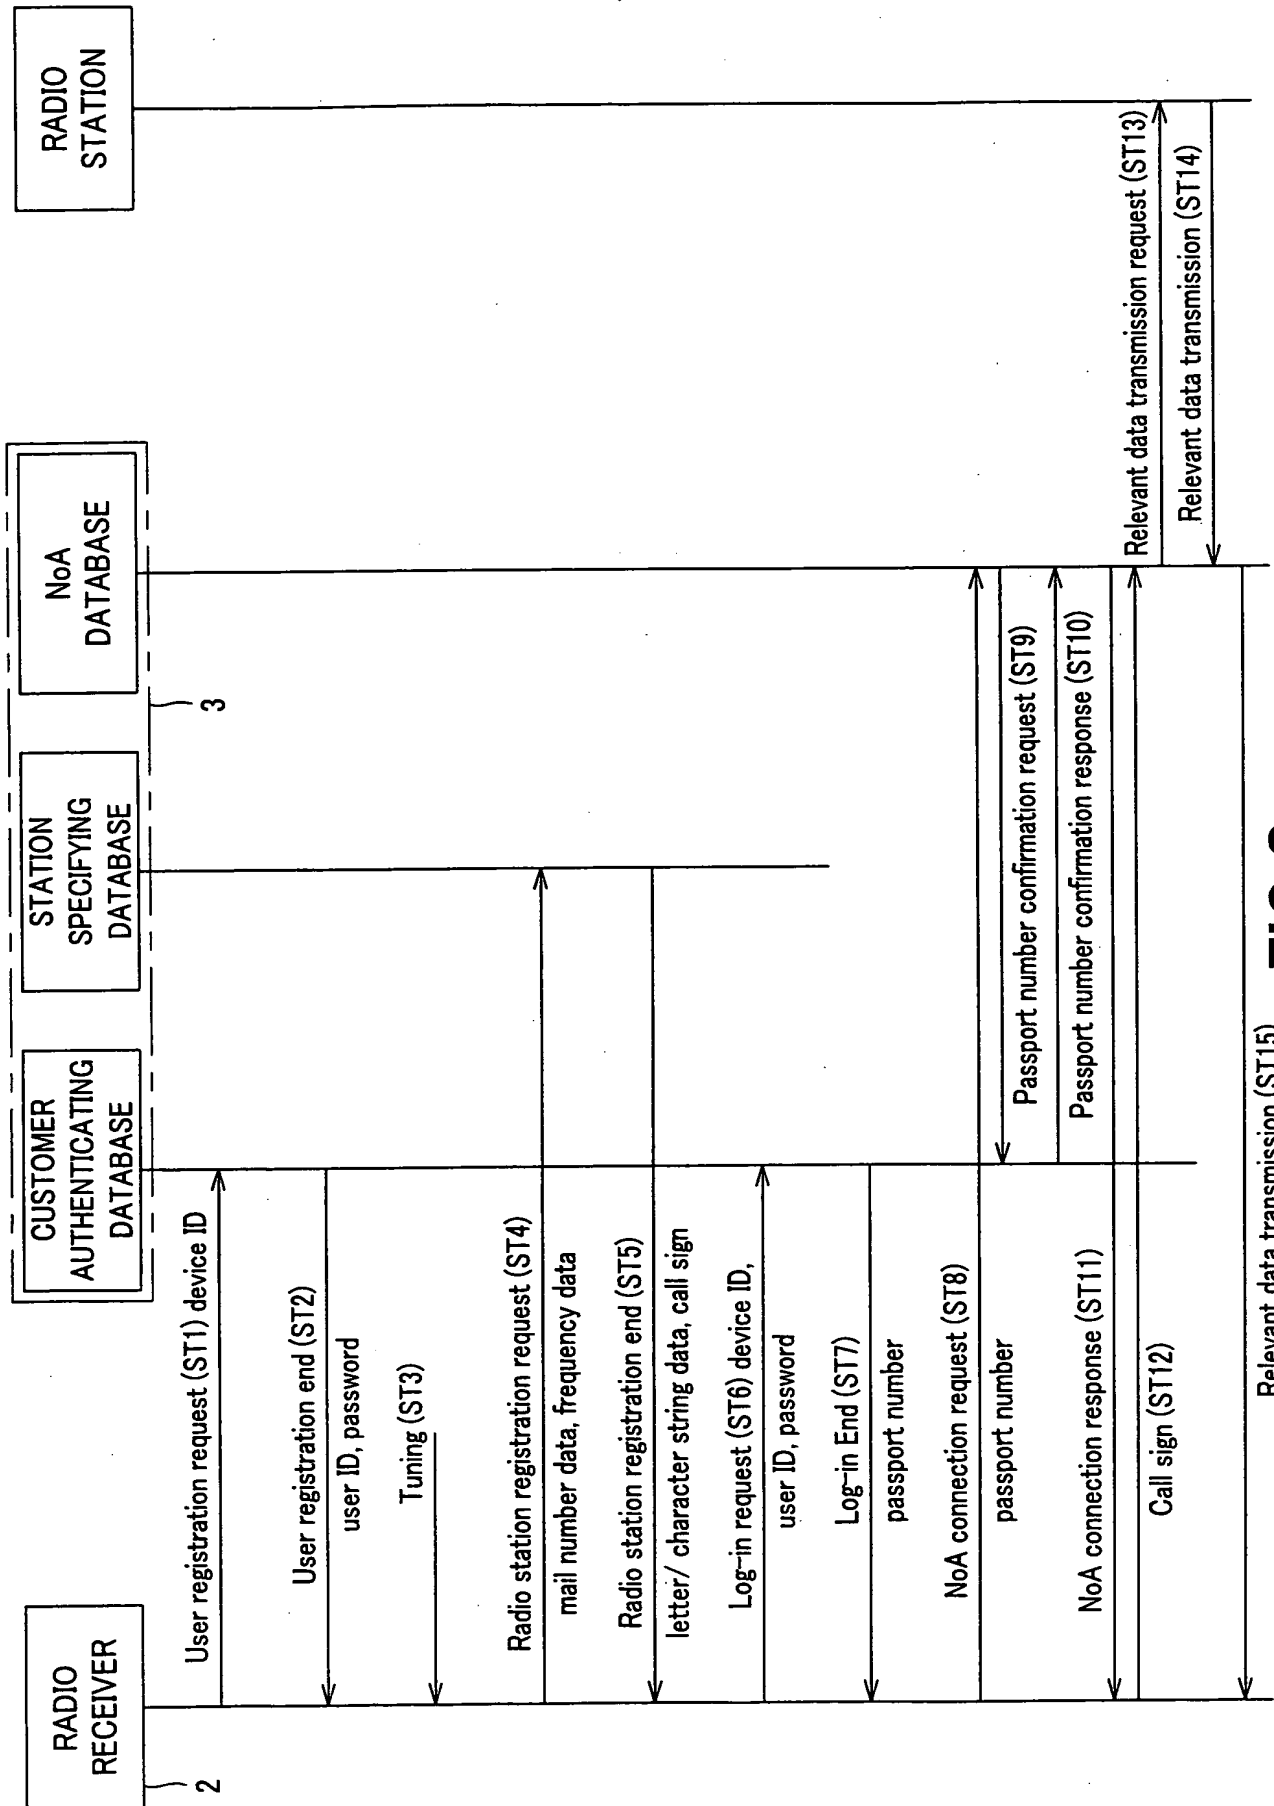 RADIO
RECEIVER
2
CUSTOMER
AUTHENTICATING
DATABASE
STATION
SPECIFYING
DATABASE
NoA
DATABASE
3
RADIO
STATION
User registration request (ST1) device ID
User registration end (ST2)
user ID, password
Tuning (ST3)
Radio station registration request (ST4)
mail number data, frequency data
Radio station registration end (ST5)
letter/ character string data, call sign
Log-in request (ST6) device ID,
user ID, password
Log-in End (ST7)
passport number
NoA connection request (ST8)
passport number
Passport number confirmation request (ST9)
Passport number confirmation response (ST10)
NoA connection response (ST11)
Call sign (ST12)
Relevant data transmission request (ST13)
Relevant data transmission (ST14)
Relevant data transmission (ST15)